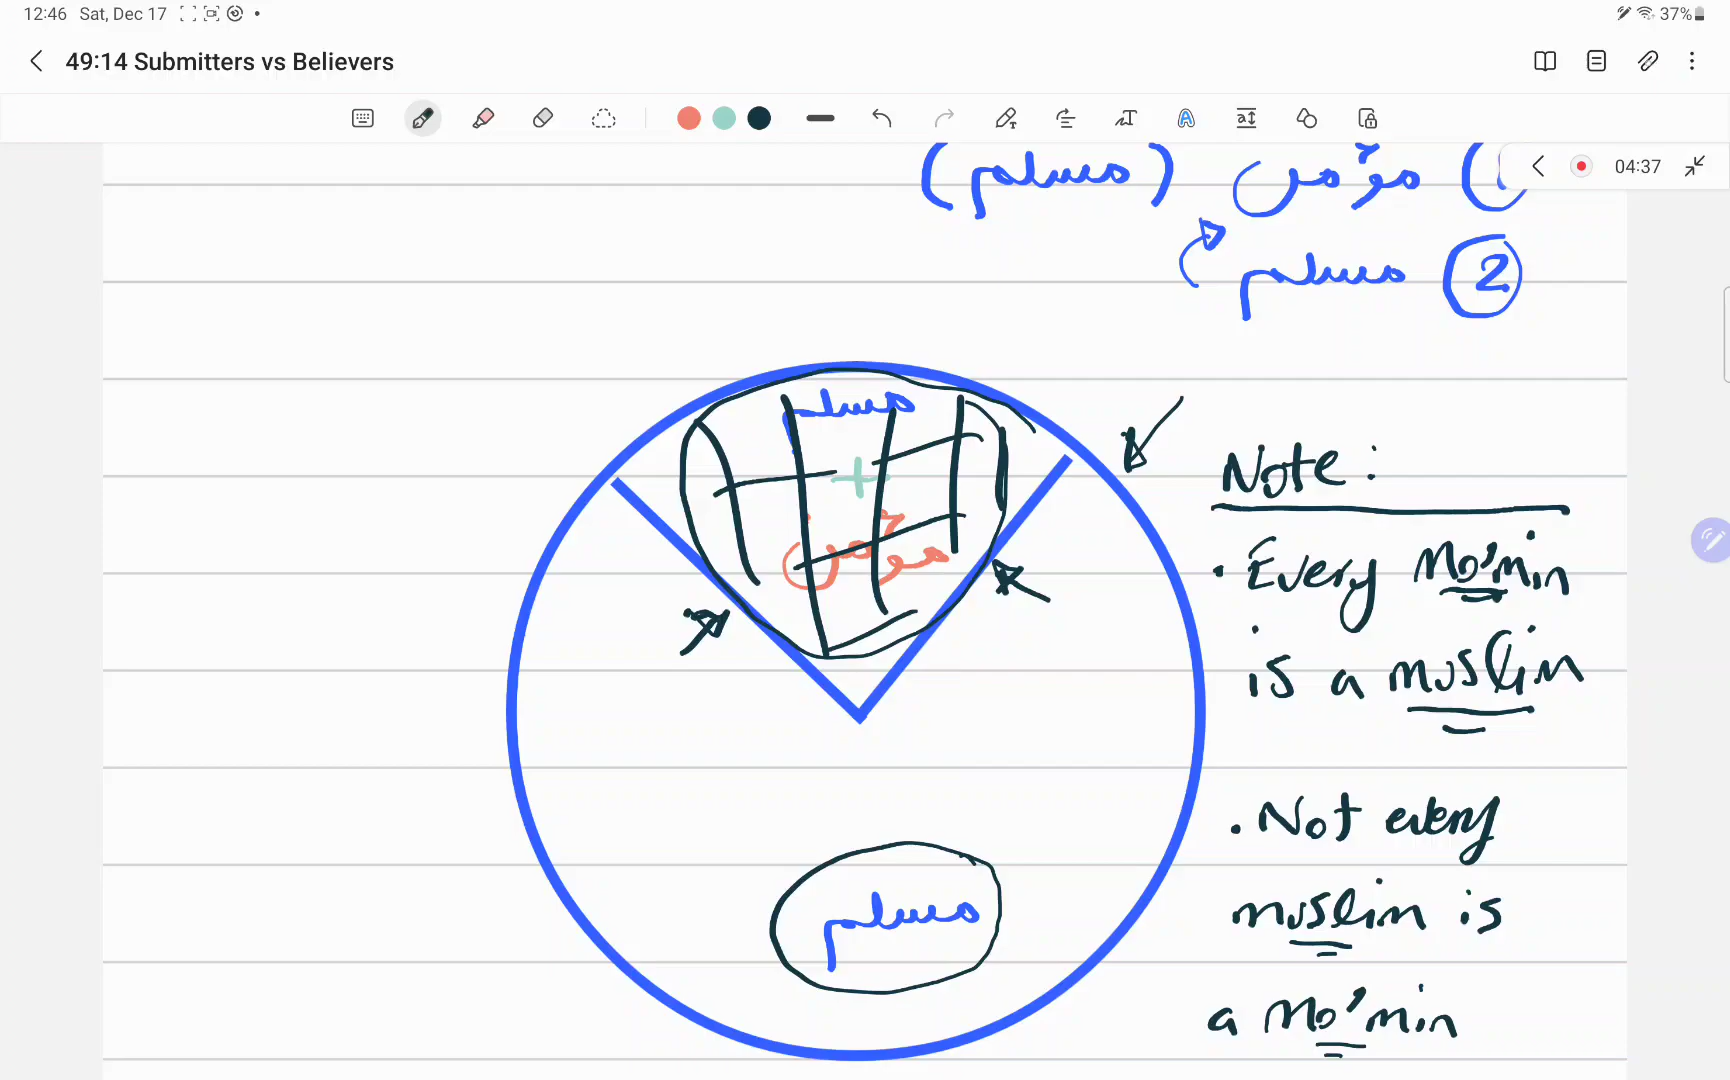 12:46 Sat, Dec 17 37%
49:14 Submitters vs Believers
04:37
(مسلم) مؤمن (
مسلم 2
مسلم
+
مؤمن
مسلم
Note:
• Every Mo'min
is a muslim
• Not every
muslim is
a Mo'min